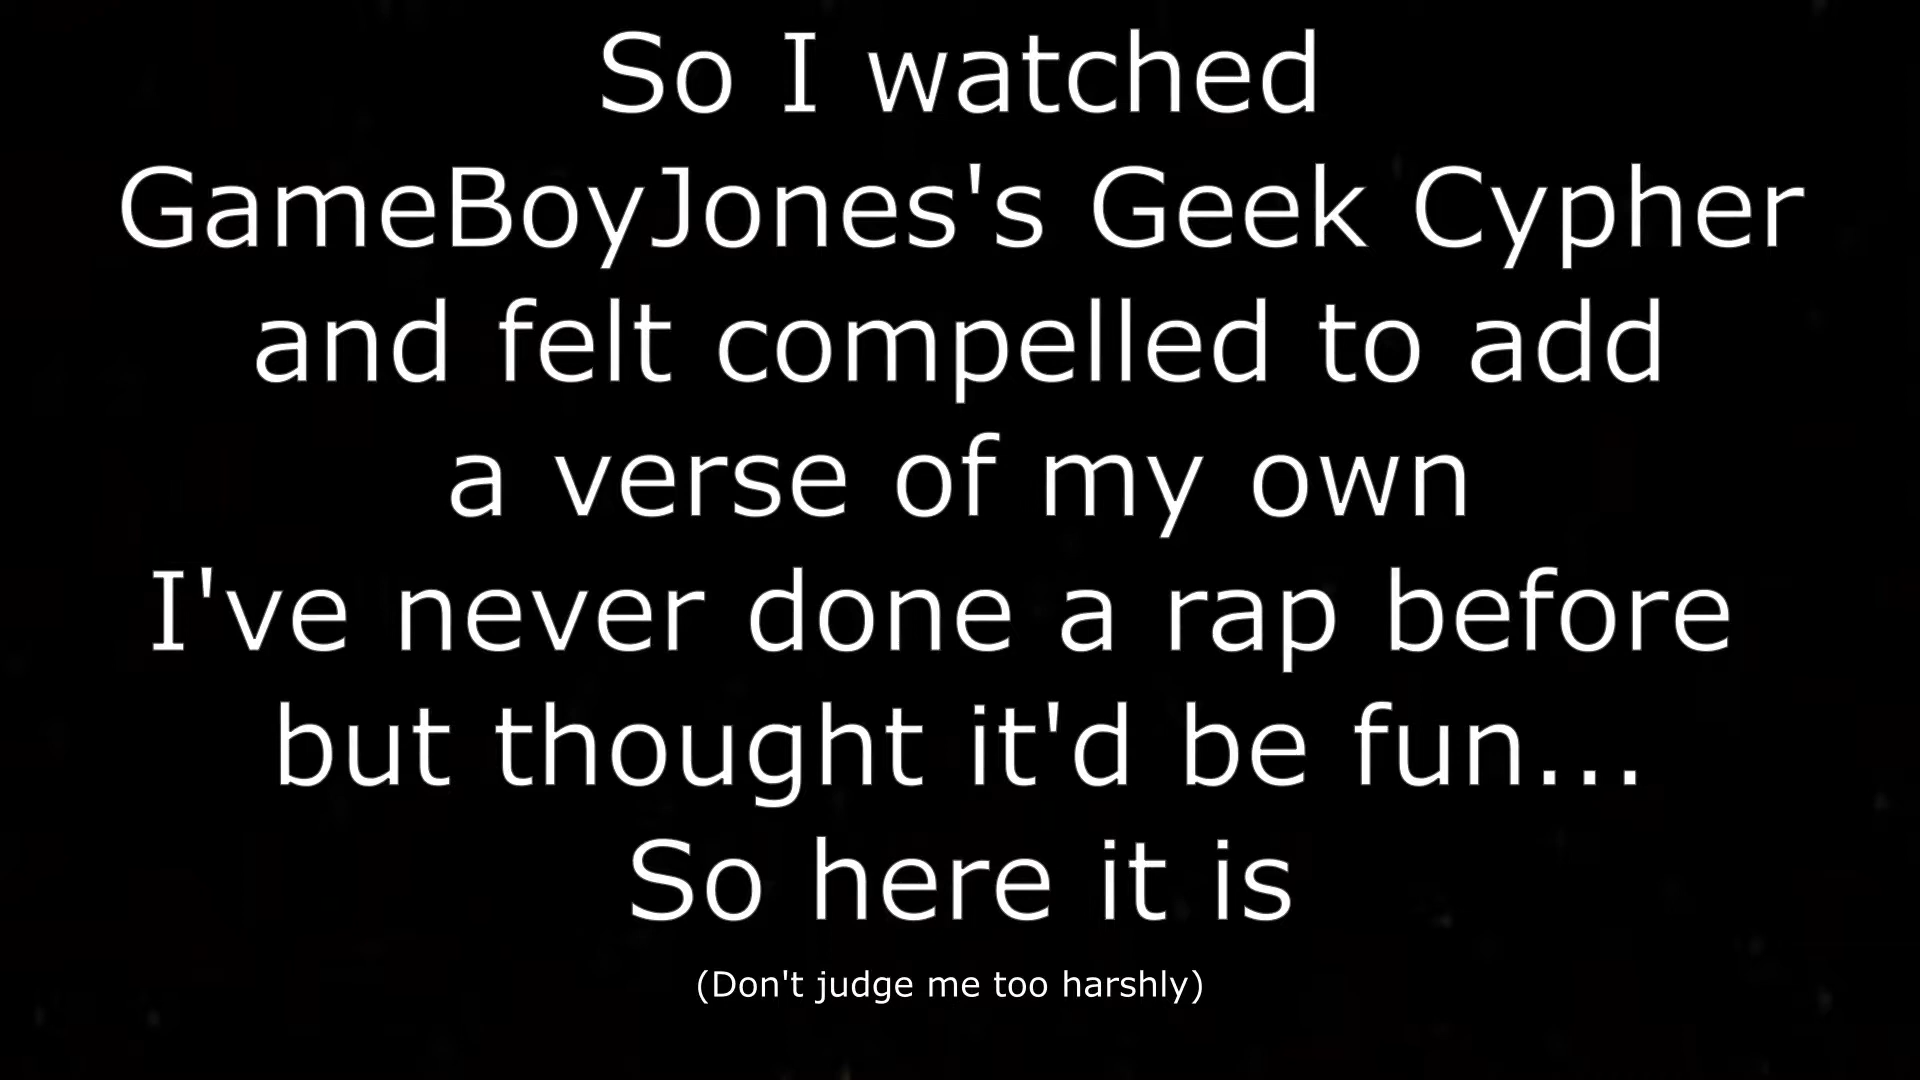 So I watched
GameBoyJones's Geek Cypher
and felt compelled to add
a verse of my own
I've never done a rap before
but thought it'd be fun...
So here it is
(Don't judge me too harshly)